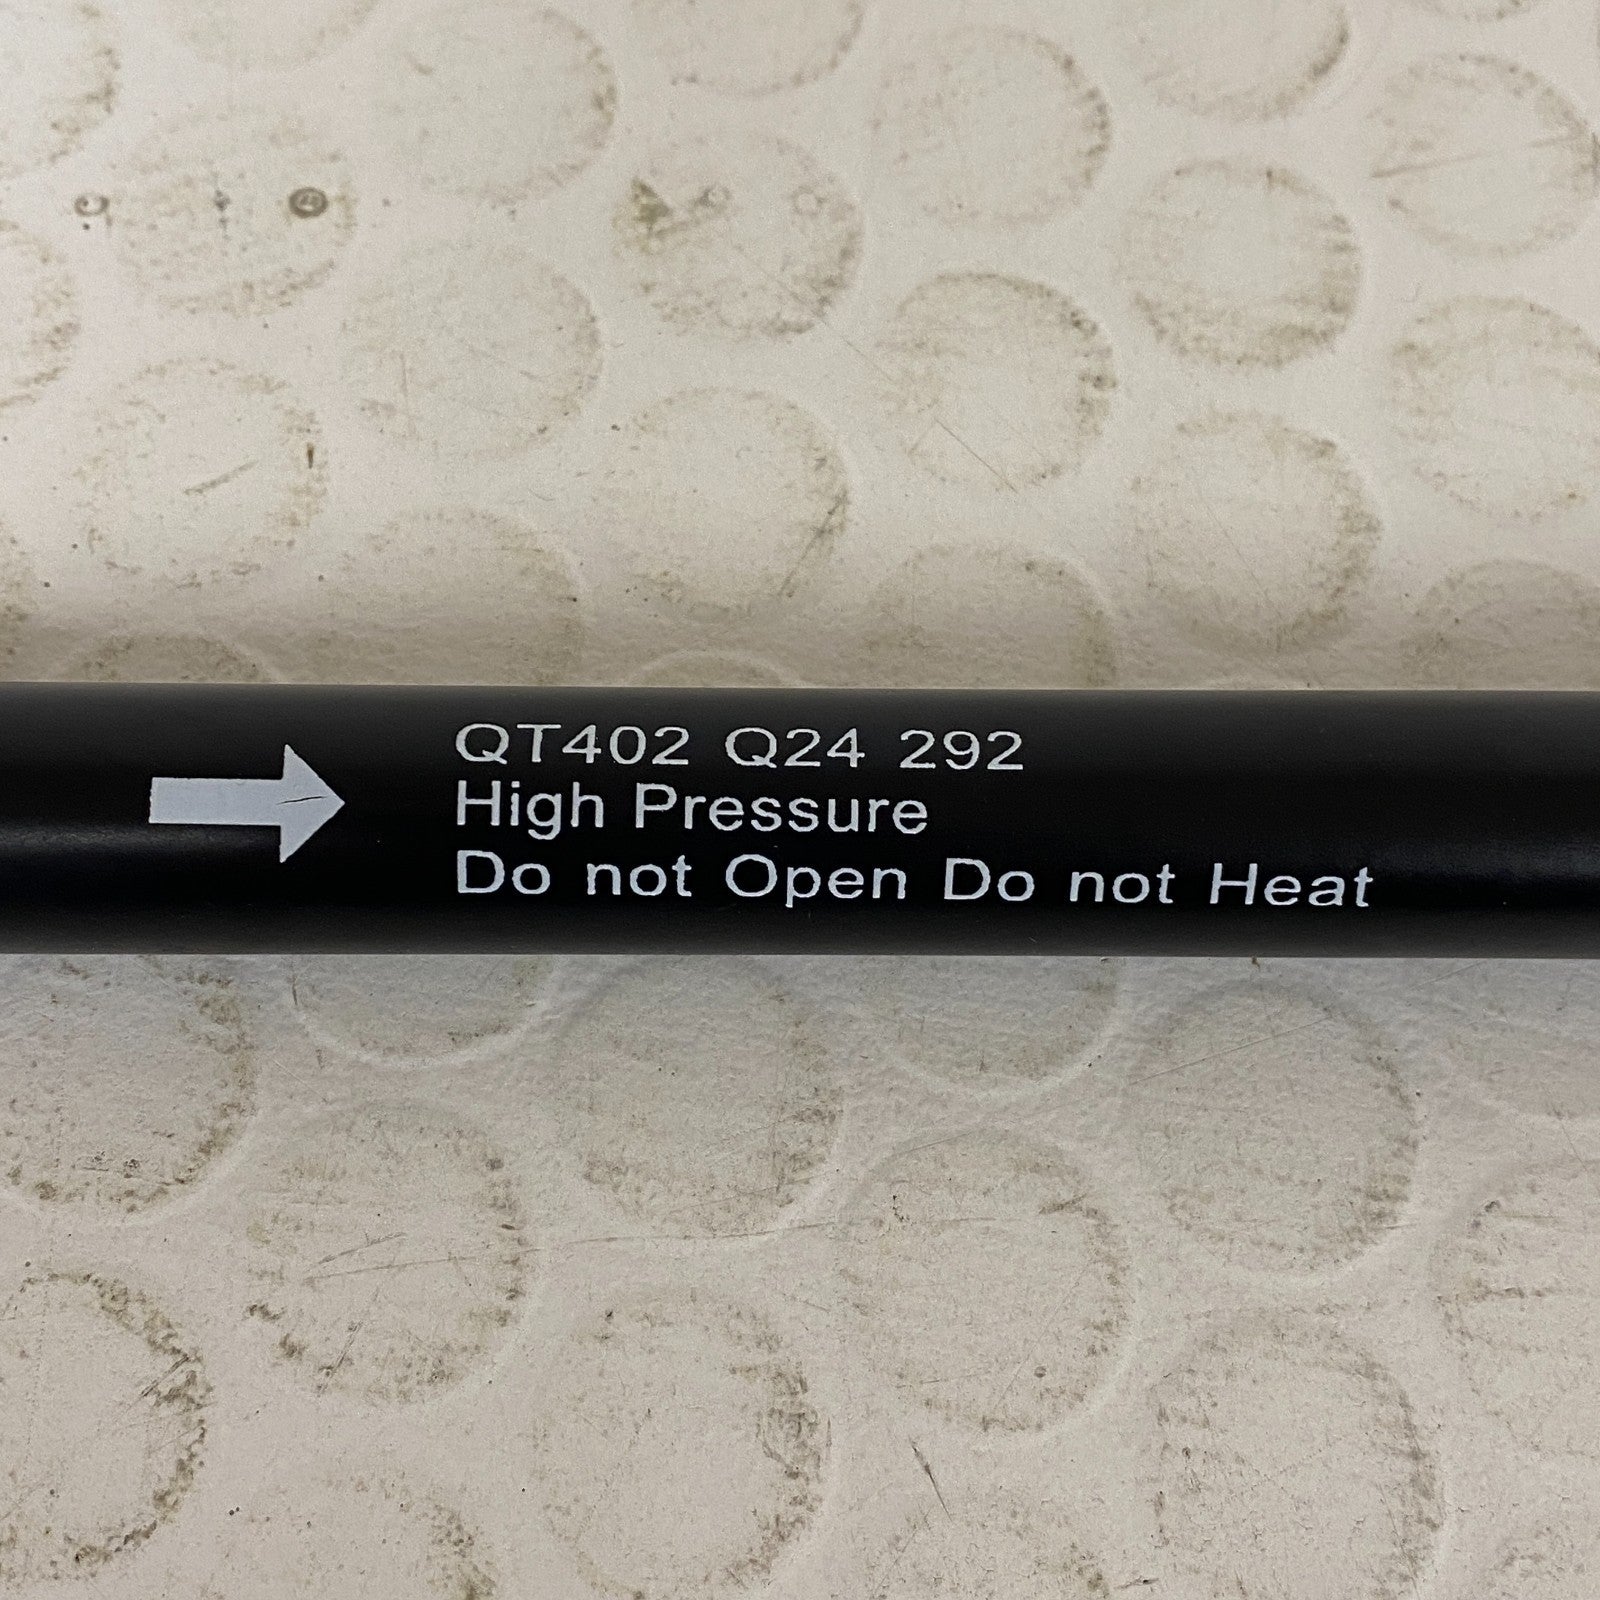 QT402 Q24 292
High Pressure
Do not Open Do not Heat